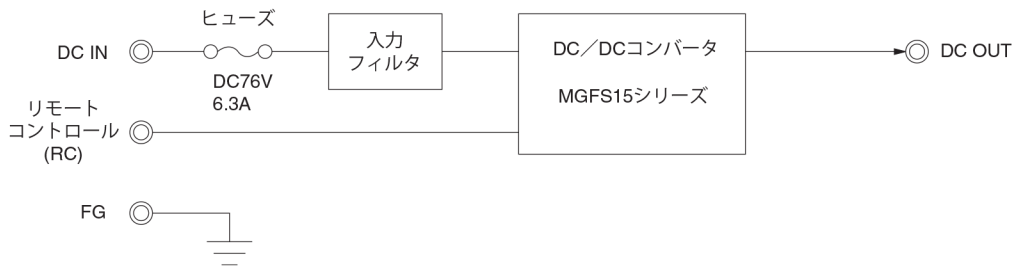 ヒューズ
DC IN
DC76V
6.3A
入力
フィルタ
DC／DCコンバータ
MGFS15シリーズ
DC OUT
リモート
コントロール
(RC)
FG